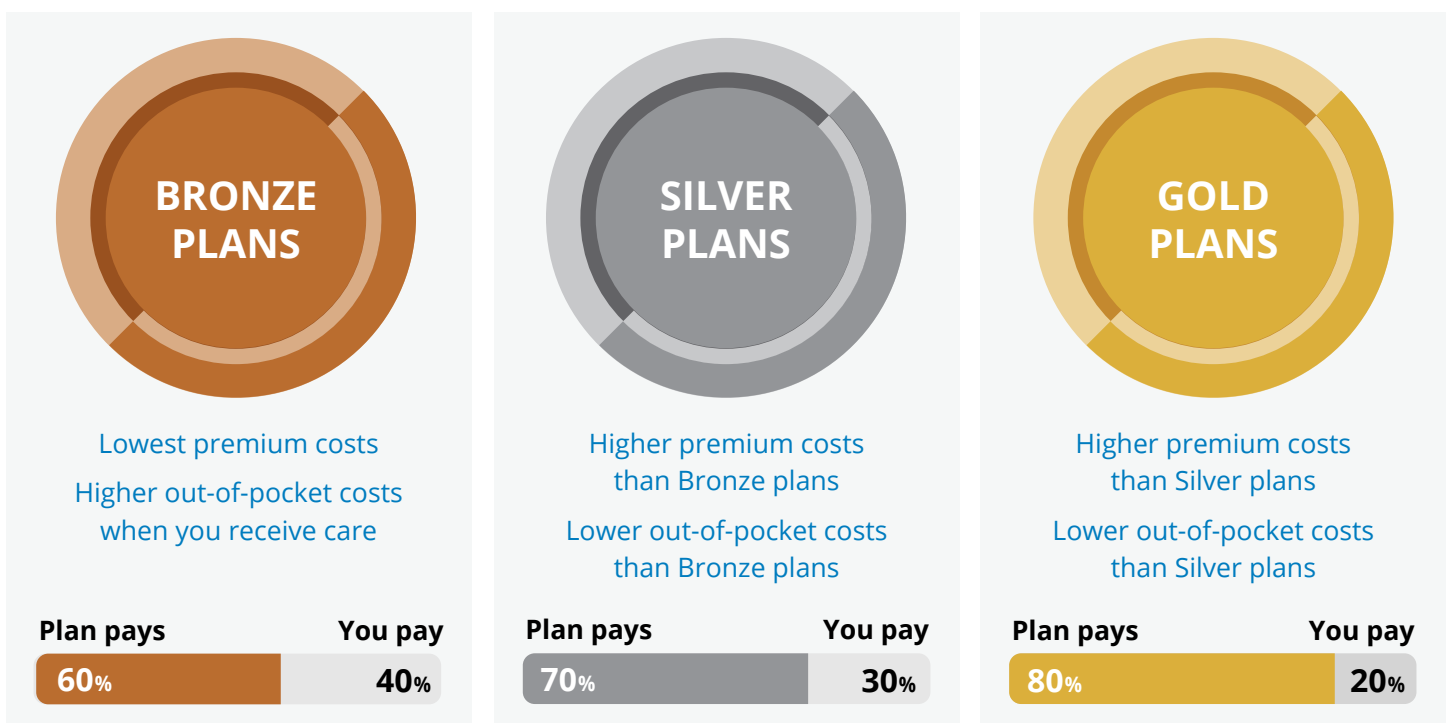 BRONZE
PLANS
Lowest premium costs
Higher out-of-pocket costs
when you receive care
Plan pays You pay
60% 40%
SILVER
PLANS
Higher premium costs
than Bronze plans
Lower out-of-pocket costs
than Bronze plans
Plan pays You pay
70% 30%
GOLD
PLANS
Higher premium costs
than Silver plans
Lower out-of-pocket costs
than Silver plans
Plan pays You pay
80% 20%